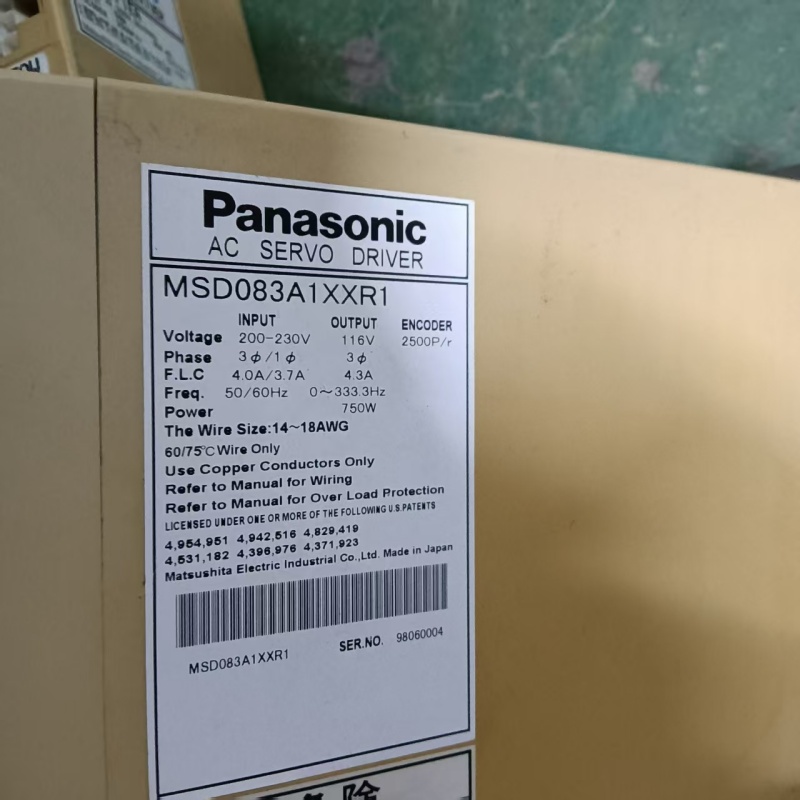 Panasonic
AC SERVO DRIVER
MSD083A1XXR1
INPUT OUTPUT ENCODER
Voltage 200-230V 116V 2500P/r
Phase 3ϕ/1ϕ 3ϕ
F.L.C 4.0A/3.7A 4.3A
Freq. 50/60Hz 0~333.3Hz
Power 750W
The Wire Size:14~18AWG
60/75℃ Wire Only
Use Copper Conductors Only
Refer to Manual for Wiring
Refer to Manual for Over Load Protection
LICENSED UNDER ONE OR MORE OF THE FOLLOWING U.S.PATENTS
4,954,951 4,942,516 4,829,419
4,531,182 4,396,976 4,371,923
Matsushita Electric Industrial Co.,Ltd. Made in Japan
MSD083A1XXR1 SER.NO. 98060004